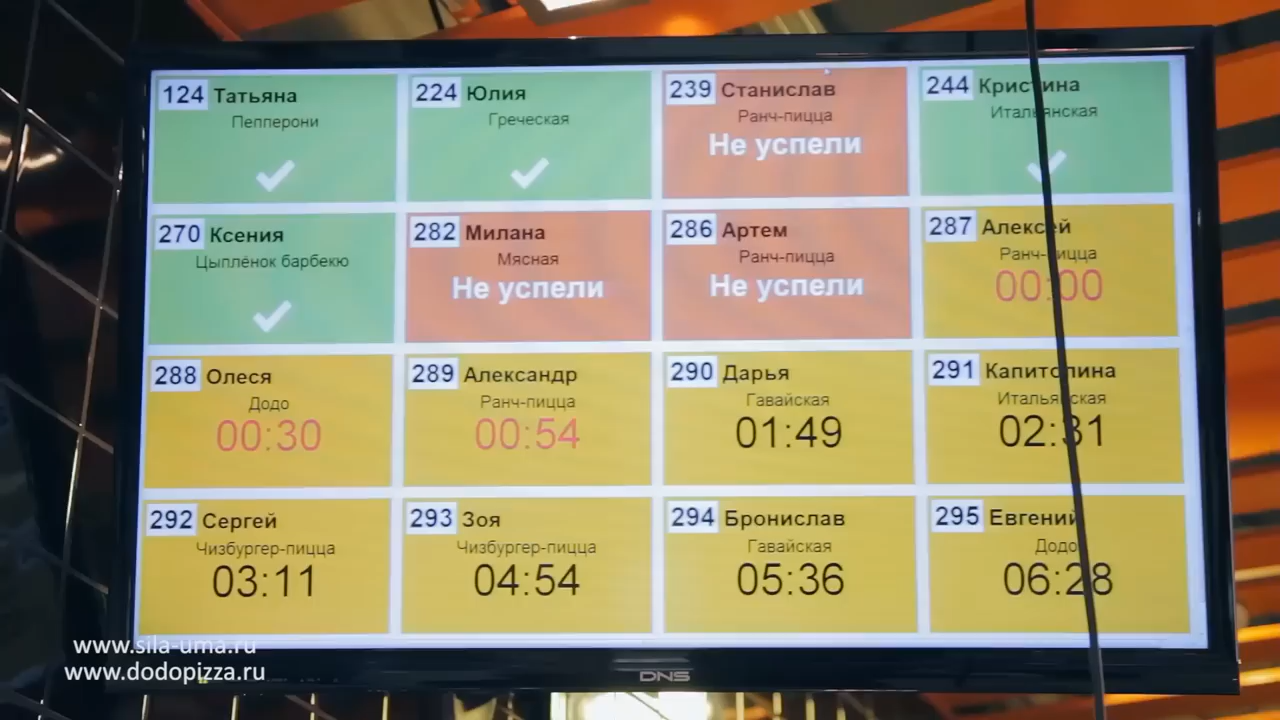 124 Татьяна
Пепперони
224 Юлия
Греческая
239 Станислав
Ранч-пицца
Не успели
244 Кристина
Итальянская
270 Ксения
Цыплёнок барбекю
282 Милана
Мясная
Не успели
286 Артем
Ранч-пицца
Не успели
287 Алексей
Ранч-пицца
00:00
288 Олеся
Додо
00:30
289 Александр
Ранч-пицца
00:54
290 Дарья
Гавайская
01:49
291 Капитолина
Итальянская
02:31
292 Сергей
Чизбургер-пицца
03:11
293 Зоя
Чизбургер-пицца
04:54
294 Бронислав
Гавайская
05:36
295 Евгений
Додо
06:28
www.sila-uma.ru
www.dodopizza.ru
DNS